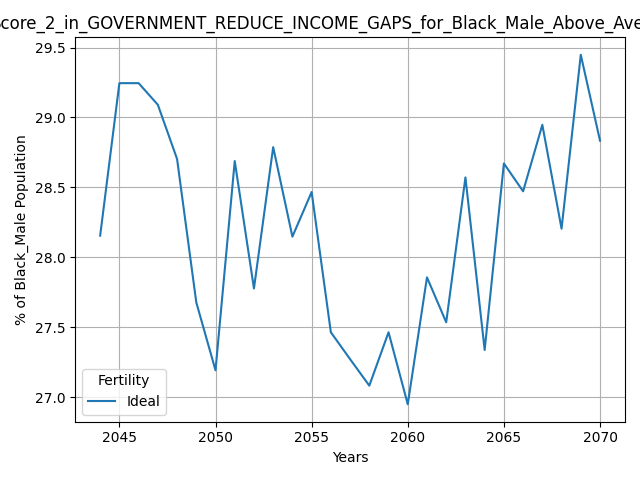 core_2_in_GOVERNMENT_REDUCE_INCOME_GAPS_for_Black_Male_Above_Ave
29.5
29.0
28.5
28.0
27.5
27.0
% of Black_Male Population
Fertility
Ideal
2045 2050 2055 2060 2065 2070
Years